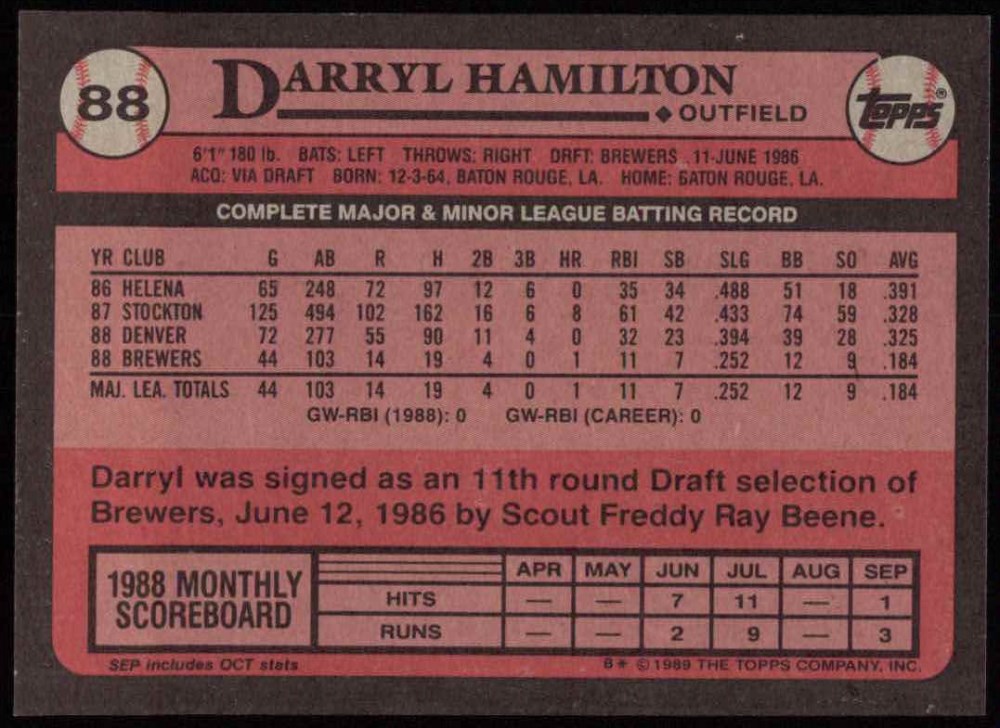 88
DARRYL HAMILTON
◆ OUTFIELD
TOPPS®
6'1" 180 lb. BATS: LEFT THROWS: RIGHT DRFT: BREWERS 11-JUNE 1986
ACQ: VIA DRAFT BORN: 12-3-64, BATON ROUGE, LA. HOME: BATON ROUGE, LA.
COMPLETE MAJOR & MINOR LEAGUE BATTING RECORD
YR CLUB G AB R H 2B 3B HR RBI SB SLG BB SO AVG
86 HELENA 65 248 72 97 12 6 0 35 34 .488 51 18 .391
87 STOCKTON 125 494 102 162 16 6 8 61 42 .433 74 59 .328
88 DENVER 72 277 55 90 11 4 0 32 23 .394 39 28 .325
88 BREWERS 44 103 14 19 4 0 1 11 7 .252 12 9 .184
MAJ. LEA. TOTALS 44 103 14 19 4 0 1 11 7 .252 12 9 .184
GW-RBI (1988): 0 GW-RBI (CAREER): 0
Darryl was signed as an 11th round Draft selection of
Brewers, June 12, 1986 by Scout Freddy Ray Beene.
1988 MONTHLY
SCOREBOARD
APR MAY JUN JUL AUG SEP
HITS — — 7 11 — 1
RUNS — — 2 9 — 3
SEP includes OCT stats
B* © 1989 THE TOPPS COMPANY, INC.